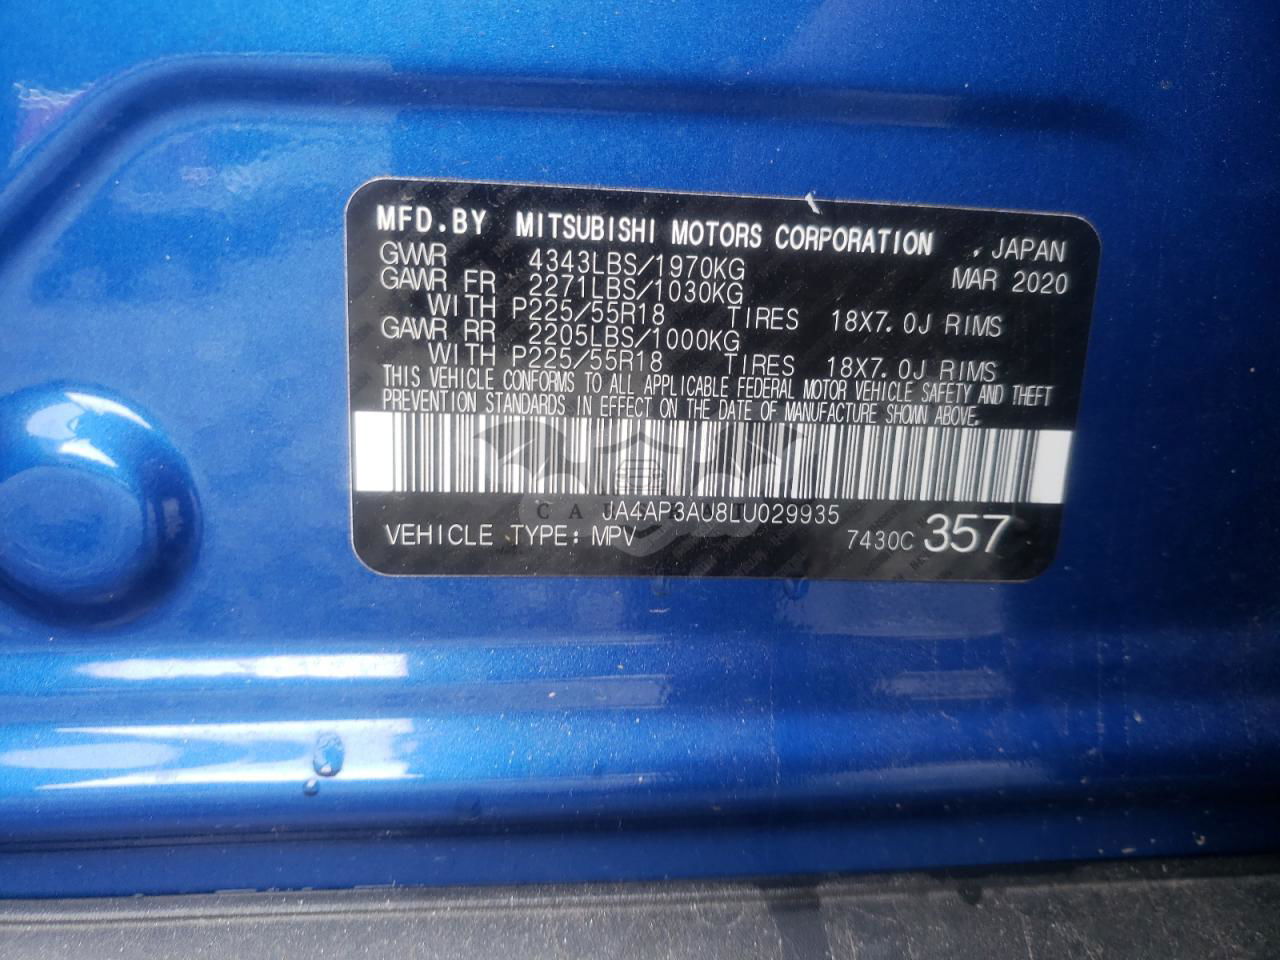 MFD.BY MITSUBISHI MOTORS CORPORATION . JAPAN
GVWR 4343LBS/1970KG MAR 2020
GAWR FR 2271LBS/1030KG
WITH P225/55R18 TIRES 18X7.0J RIMS
GAWR RR 2205LBS/1000KG
WITH P225/55R18 TIRES 18X7.0J RIMS
THIS VEHICLE CONFORMS TO ALL APPLICABLE FEDERAL MOTOR VEHICLE SAFETY AND THEFT
PREVENTION STANDARDS IN EFFECT ON THE DATE OF MANUFACTURE SHOWN ABOVE.
JA4AP3AU8LU029935
VEHICLE TYPE: MPV 7430C 357